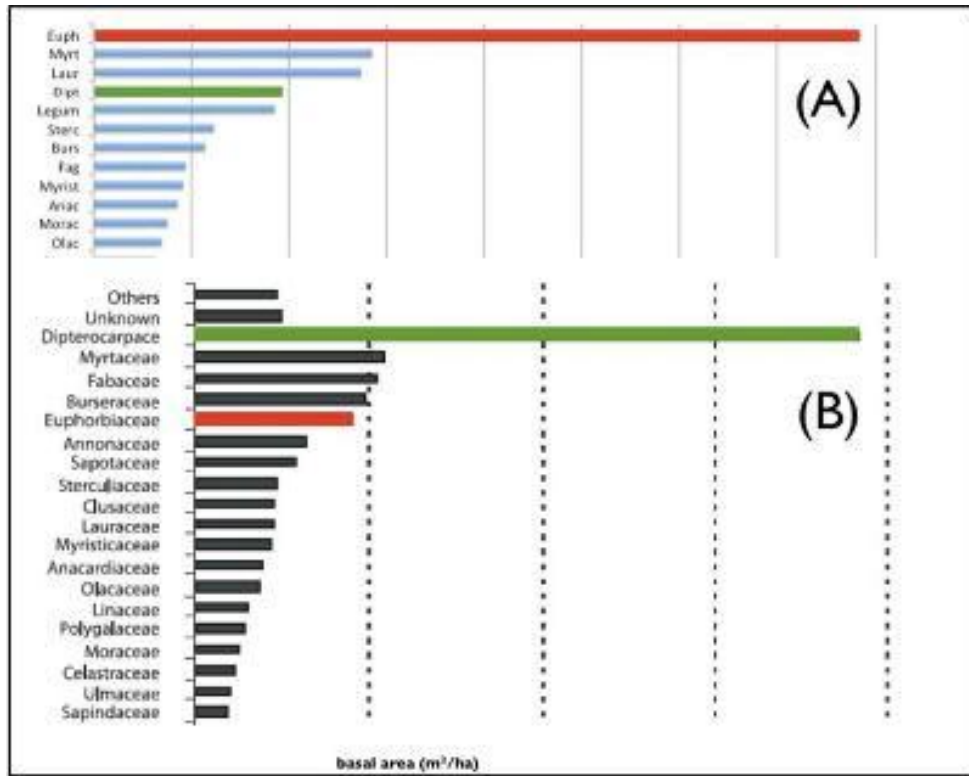 Euph
Myrt
Laur
Dipt
Legum
Sterc
Burs
Fag
Myrist
Anac
Morac
Olac
(A)
Others
Unknown
Dipterocarpace
Myrtaceae
Fabaceae
Burseraceae
Euphorbiaceae
Annonaceae
Sapotaceae
Sterculiaceae
Clusaceae
Lauraceae
Myristicaceae
Anacardiaceae
Olacaceae
Linaceae
Polygalaceae
Moraceae
Celastraceae
Ulmaceae
Sapindaceae
(B)
basal area (m²/ha)